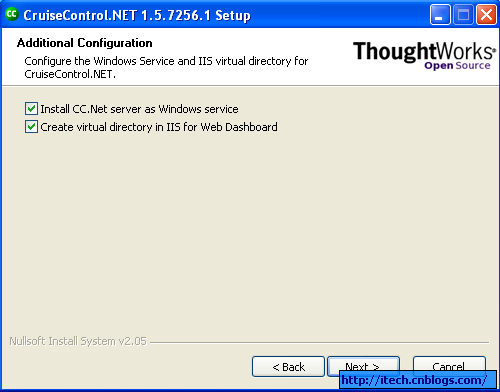 CC CruiseControl.NET 1.5.7256.1 Setup
Additional Configuration
Configure the Windows Service and IIS virtual directory for
CruiseControl.NET.
ThoughtWorks®
Open Source
Install CC.Net server as Windows service
Create virtual directory in IIS for Web Dashboard
Nullsoft Install System v2.05
< Back
Next >
Cancel
http://itech.cnblogs.com/